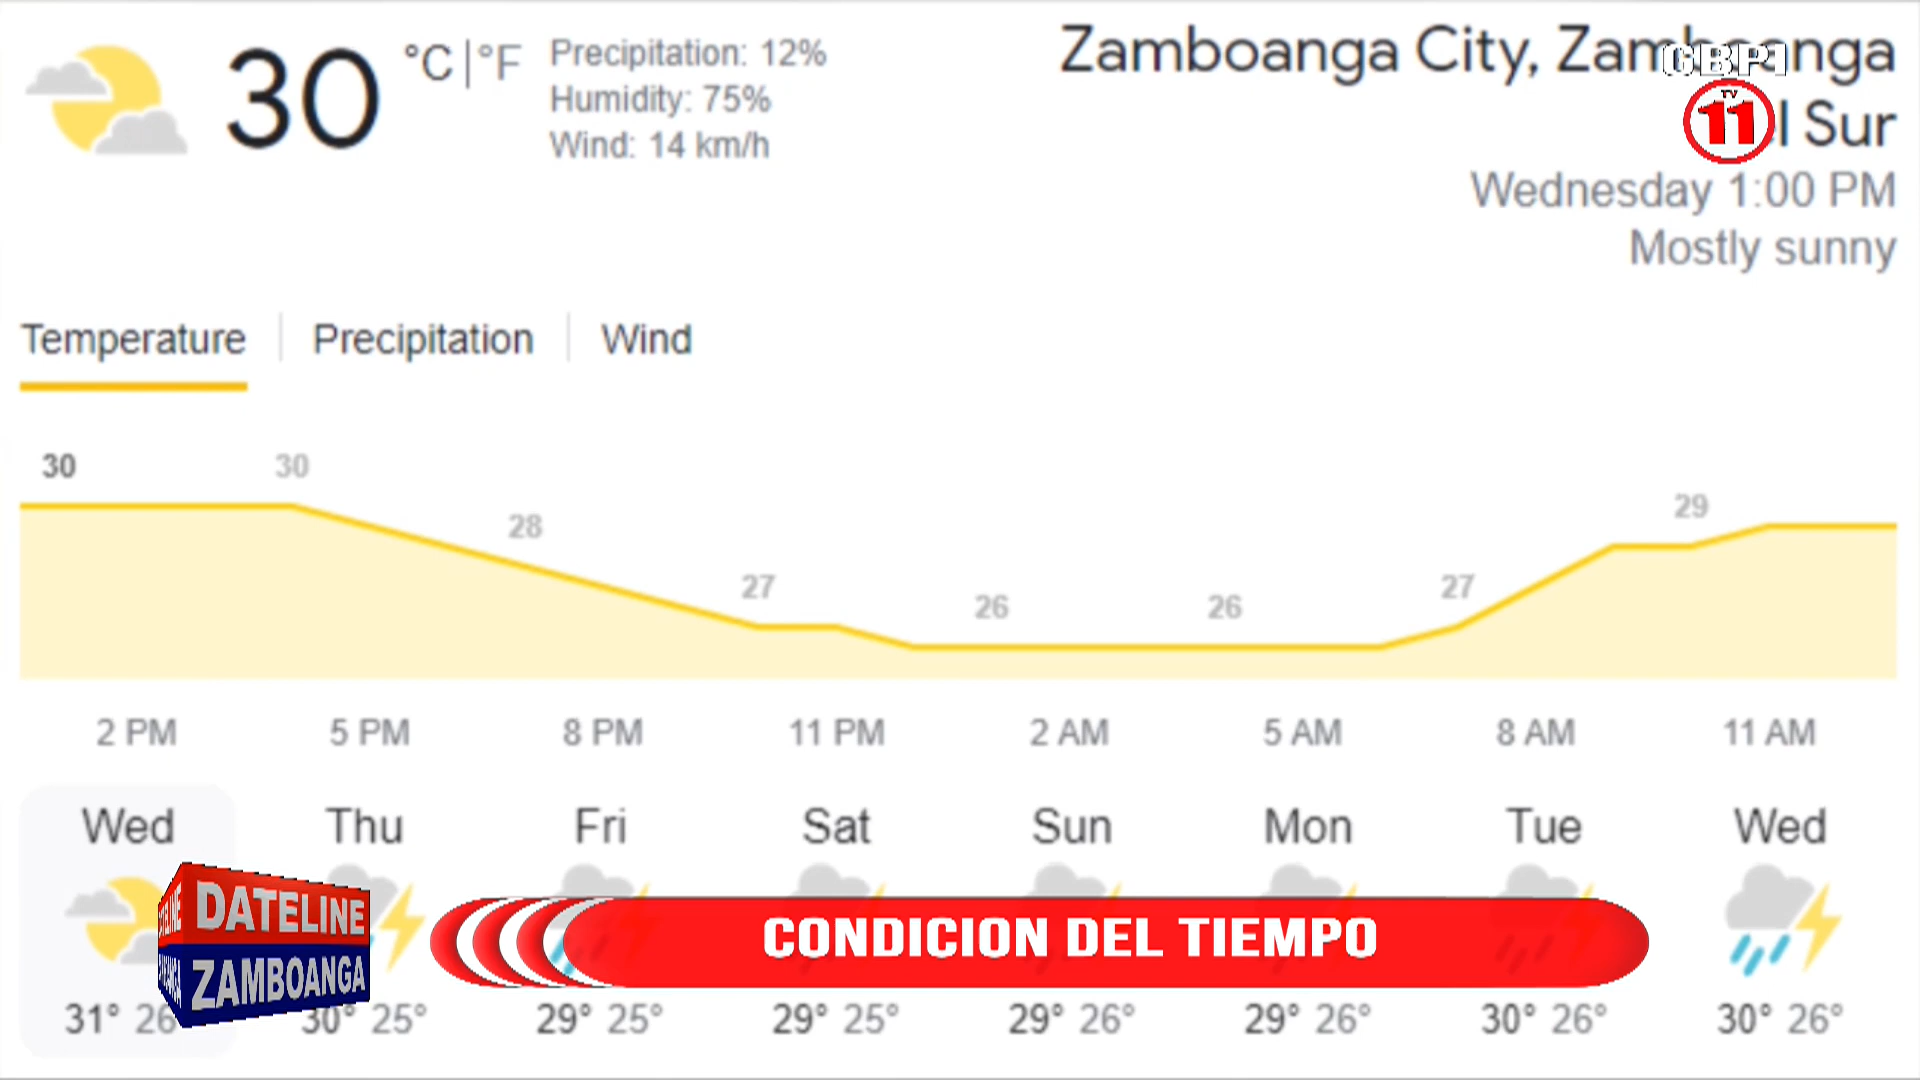 30
°C|°F
Precipitation: 12%
Humidity: 75%
Wind: 14 km/h
Zamboanga City, Zamboanga
Sur
Wednesday 1:00 PM
Mostly sunny
GBPI
TV
11
Temperature
Precipitation
Wind
30 30 28 27 26 26 27 29
2 PM 5 PM 8 PM 11 PM 2 AM 5 AM 8 AM 11 AM
Wed Thu Fri Sat Sun Mon Tue Wed
DATELINE
ZAMBOANGA
CONDICION DEL TIEMPO
31° 26 30° 25° 29° 25° 29° 25° 29° 26° 29° 26° 30° 26° 30° 26°